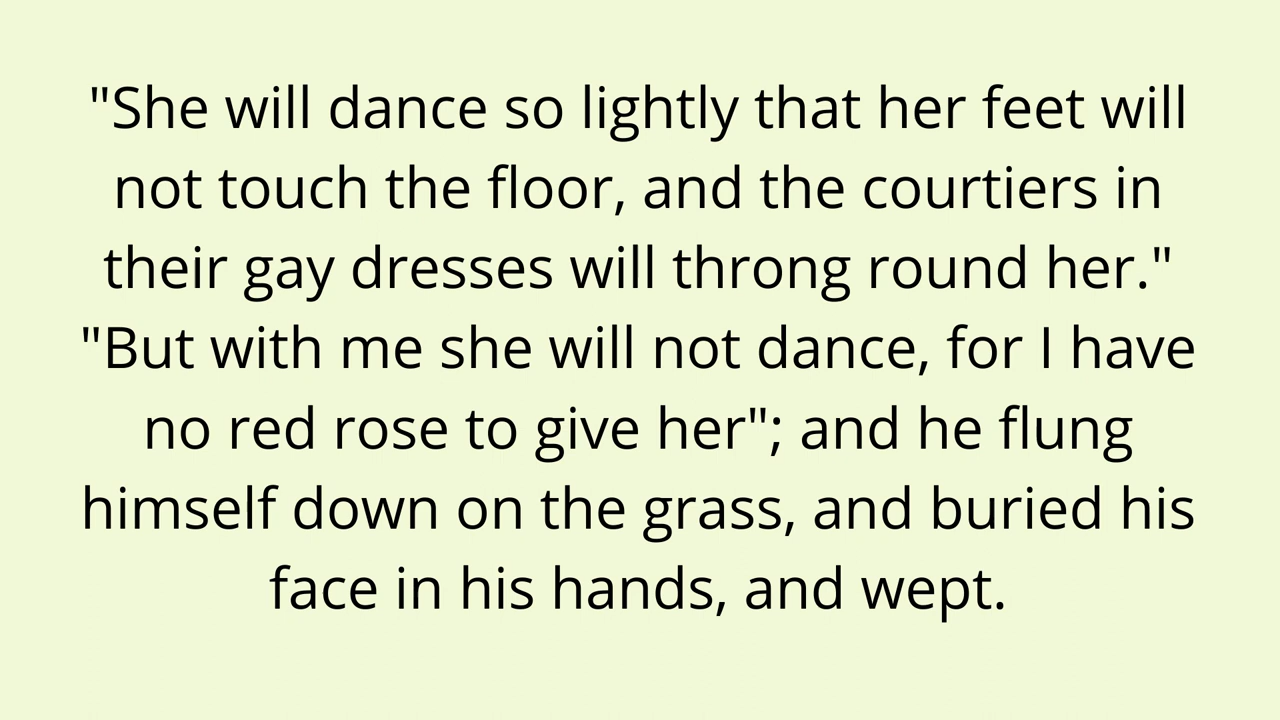 "She will dance so lightly that her feet will
not touch the floor, and the courtiers in
their gay dresses will throng round her."
"But with me she will not dance, for I have
no red rose to give her"; and he flung
himself down on the grass, and buried his
face in his hands, and wept.